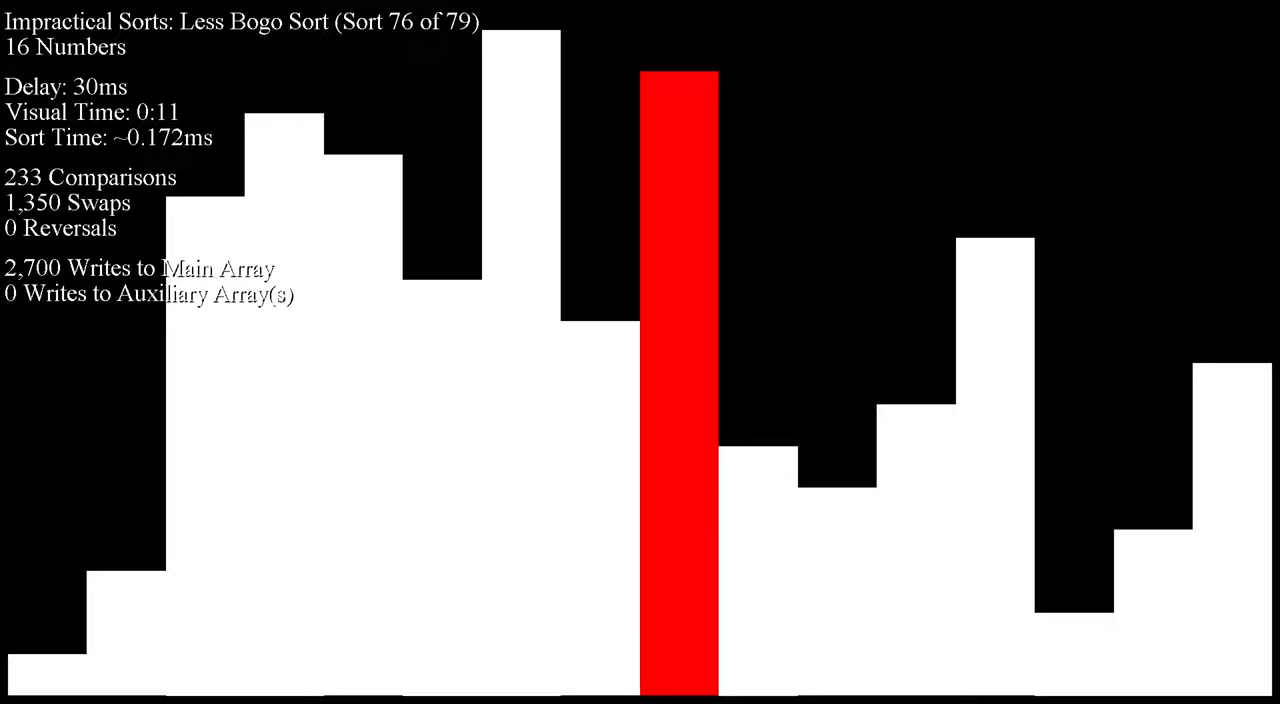 Impractical Sorts: Less Bogo Sort (Sort 76 of 79)
16 Numbers
Delay: 30ms
Visual Time: 0:11
Sort Time: ~0.172ms
233 Comparisons
1,350 Swaps
0 Reversals
2,700 Writes to Main Array
0 Writes to Auxiliary Array(s)